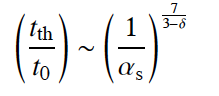 (t_th / t_0) ~ (1 / α_s)^{7 / (3−δ)}